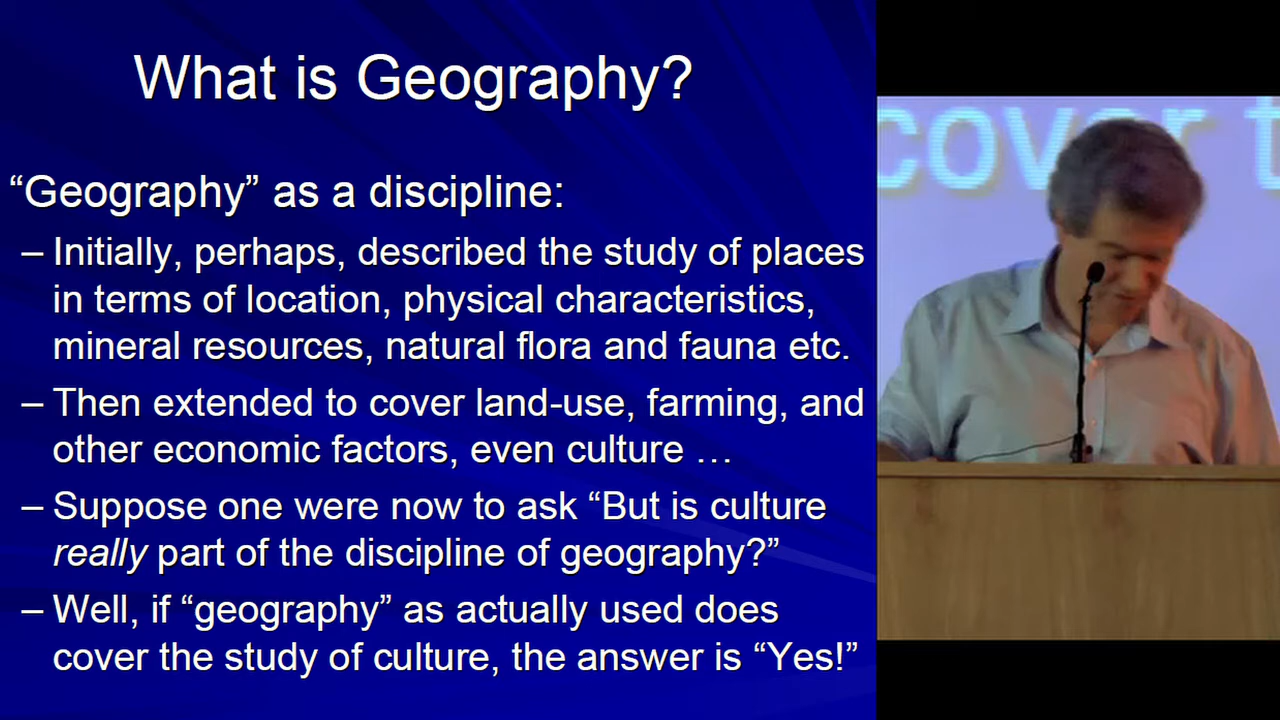 What is Geography?
“Geography” as a discipline:
– Initially, perhaps, described the study of places
in terms of location, physical characteristics,
mineral resources, natural flora and fauna etc.
– Then extended to cover land-use, farming, and
other economic factors, even culture …
– Suppose one were now to ask “But is culture
really part of the discipline of geography?”
– Well, if “geography” as actually used does
cover the study of culture, the answer is “Yes!”
cover t